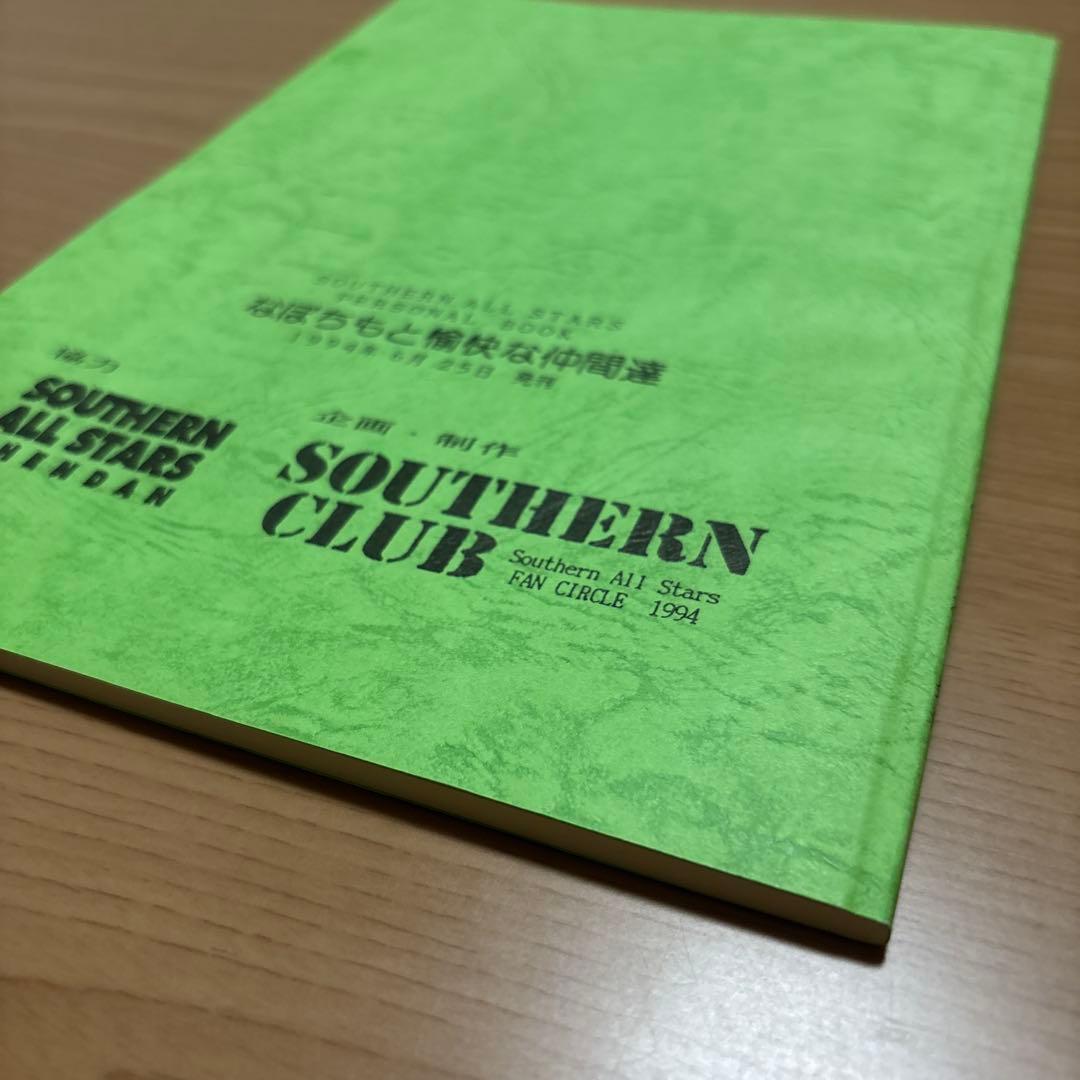 SOUTHERN ALL STARS
PERSONAL BOOK
なぼちもと愉快な仲間達
1994年6月25日 発刊
協力
SOUTHERN
ALL STARS
HENDAN
企画・制作
SOUTHERN
CLUB
Southern All Stars
FAN CIRCLE 1994